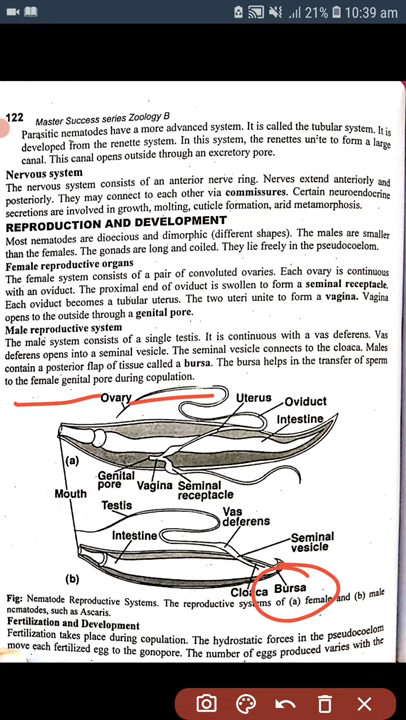 21% 10:39 am
122 Master Success series Zoology B
Parasitic nematodes have a more advanced system. It is called the tubular system. It is
developed from the renette system. In this system, the renettes unite to form a large
canal. This canal opens outside through an excretory pore.
Nervous system
The nervous system consists of an anterior nerve ring. Nerves extend anteriorly and
posteriorly. They may connect to each other via commissures. Certain neuroendocrine
secretions are involved in growth, molting, cuticle formation, arid metamorphosis.
REPRODUCTION AND DEVELOPMENT
Most nematodes are dioecious and dimorphic (different shapes). The males are smaller
than the females. The gonads are long and coiled. They lie freely in the pseudocoelom.
Female reproductive organs
The female system consists of a pair of convoluted ovaries. Each ovary is continuous
with an oviduct. The proximal end of oviduct is swollen to form a seminal receptacle.
Each oviduct becomes a tubular uterus. The two uteri unite to form a vagina. Vagina
opens to the outside through a genital pore.
Male reproductive system
The male system consists of a single testis. It is continuous with a vas deferens. Vas
deferens opens into a seminal vesicle. The seminal vesicle connects to the cloaca. Males
contain a posterior flap of tissue called a bursa. The bursa helps in the transfer of sperm
to the female genital pore during copulation.
Ovary Uterus Oviduct
Intestine
(a)
Genital
pore Vagina Seminal
receptacle
Mouth
Testis
Vas
deferens
Intestine
Seminal
vesicle
(b)
Cloaca Bursa
Fig: Nematode Reproductive Systems. The reproductive systems of (a) female and (b) male
nematodes, such as Ascaris.
Fertilization and Development
Fertilization takes place during copulation. The hydrostatic forces in the pseudocoelom
move each fertilized egg to the gonopore. The number of eggs produced varies with the